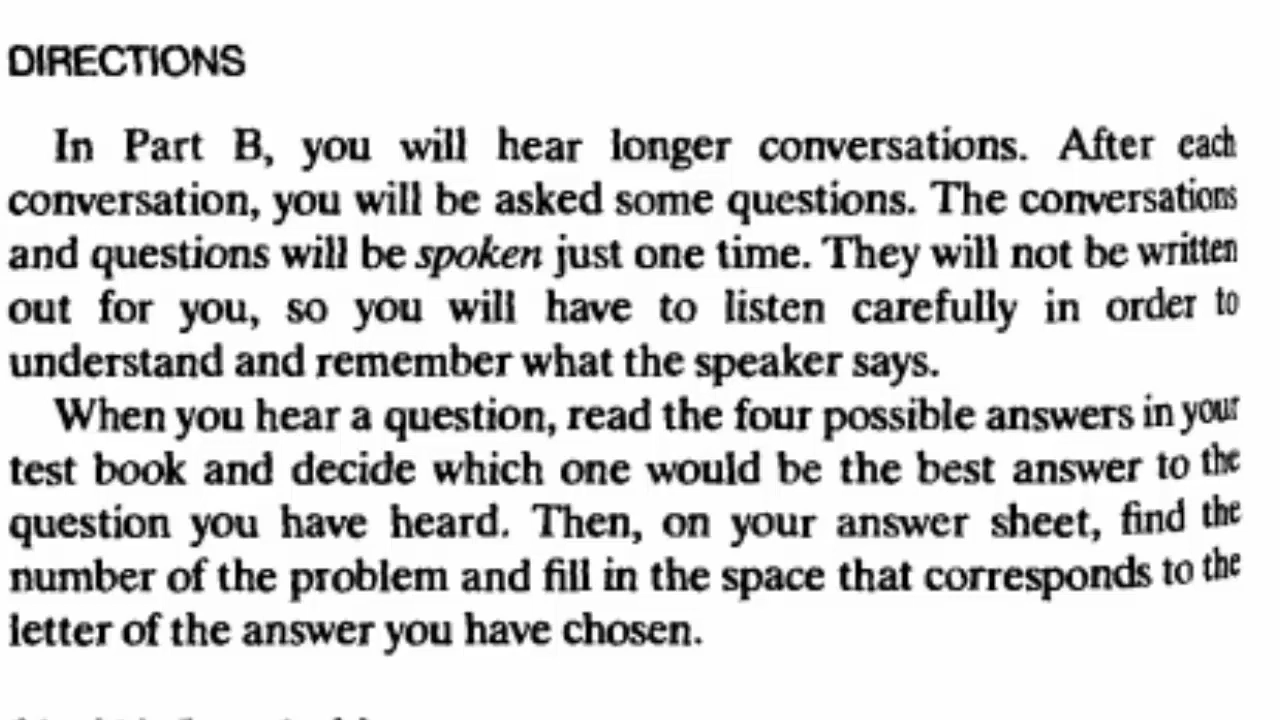 DIRECTIONS
In Part B, you will hear longer conversations. After each
conversation, you will be asked some questions. The conversations
and questions will be spoken just one time. They will not be written
out for you, so you will have to listen carefully in order to
understand and remember what the speaker says.
When you hear a question, read the four possible answers in your
test book and decide which one would be the best answer to the
question you have heard. Then, on your answer sheet, find the
number of the problem and fill in the space that corresponds to the
letter of the answer you have chosen.